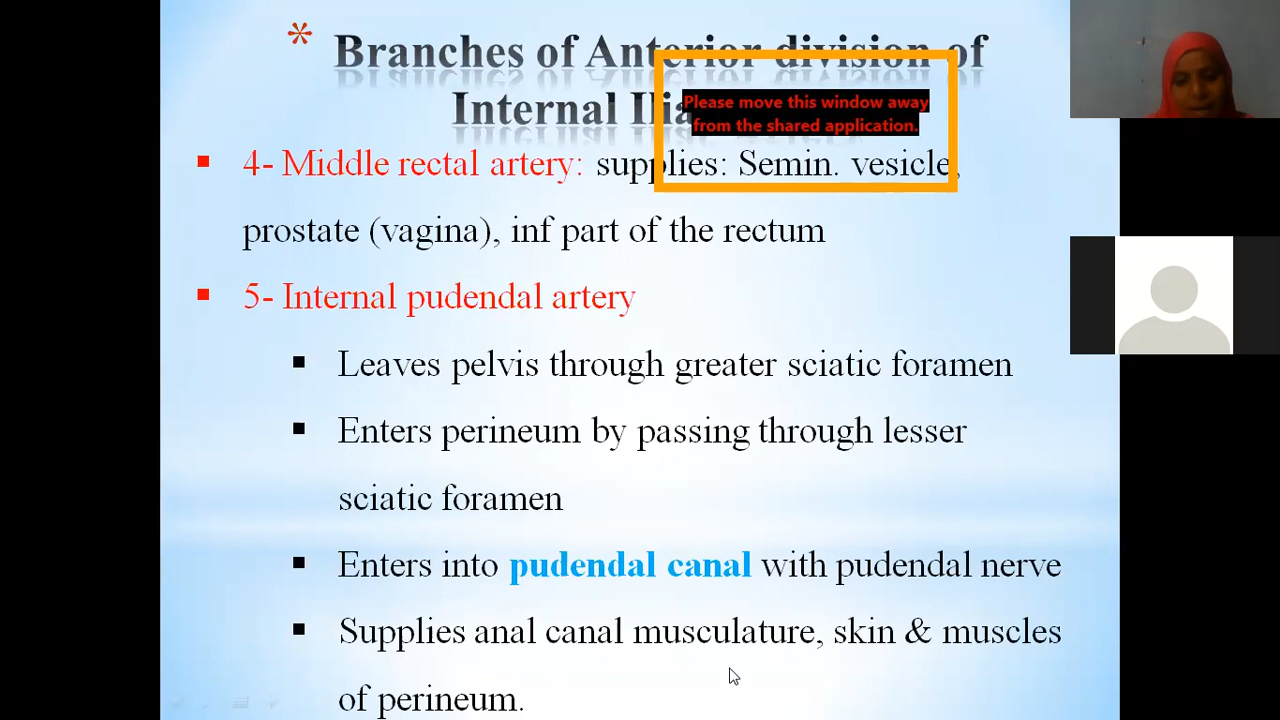 * Branches of Anterior division of
Internal
Please move this window away
from the shared application.
▪ 4- Middle rectal artery: supplies: Semin. vesicle,
prostate (vagina), inf part of the rectum
▪ 5- Internal pudendal artery
▪ Leaves pelvis through greater sciatic foramen
▪ Enters perineum by passing through lesser
sciatic foramen
▪ Enters into pudendal canal with pudendal nerve
▪ Supplies anal canal musculature, skin & muscles
of perineum.